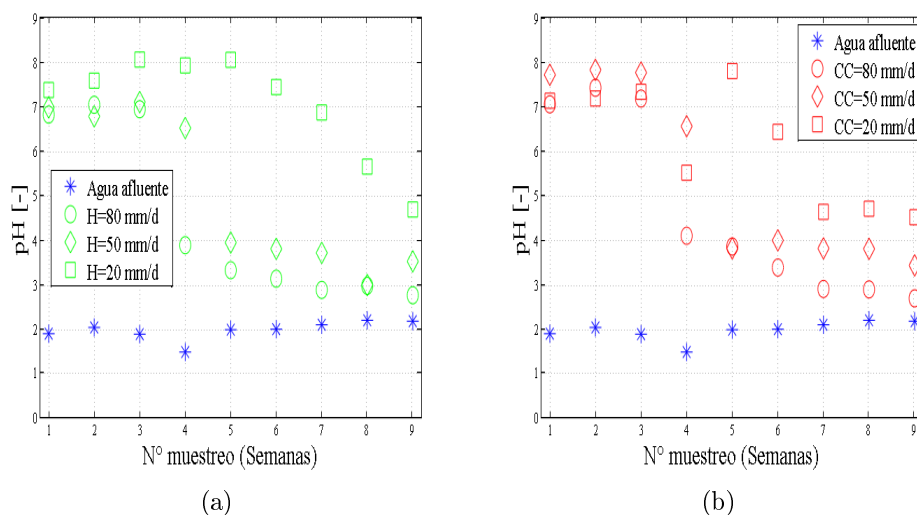 9
8
7
6
5
4
3
2
1
0
pH [-]
Agua afluente
H=80 mm/d
H=50 mm/d
H=20 mm/d
1 2 3 4 5 6 7 8 9
N° muestreo (Semanas)
(a)
9
8
7
6
5
4
3
2
1
0
pH [-]
Agua afluente
CC=80 mm/d
CC=50 mm/d
CC=20 mm/d
1 2 3 4 5 6 7 8 9
N° muestreo (Semanas)
(b)